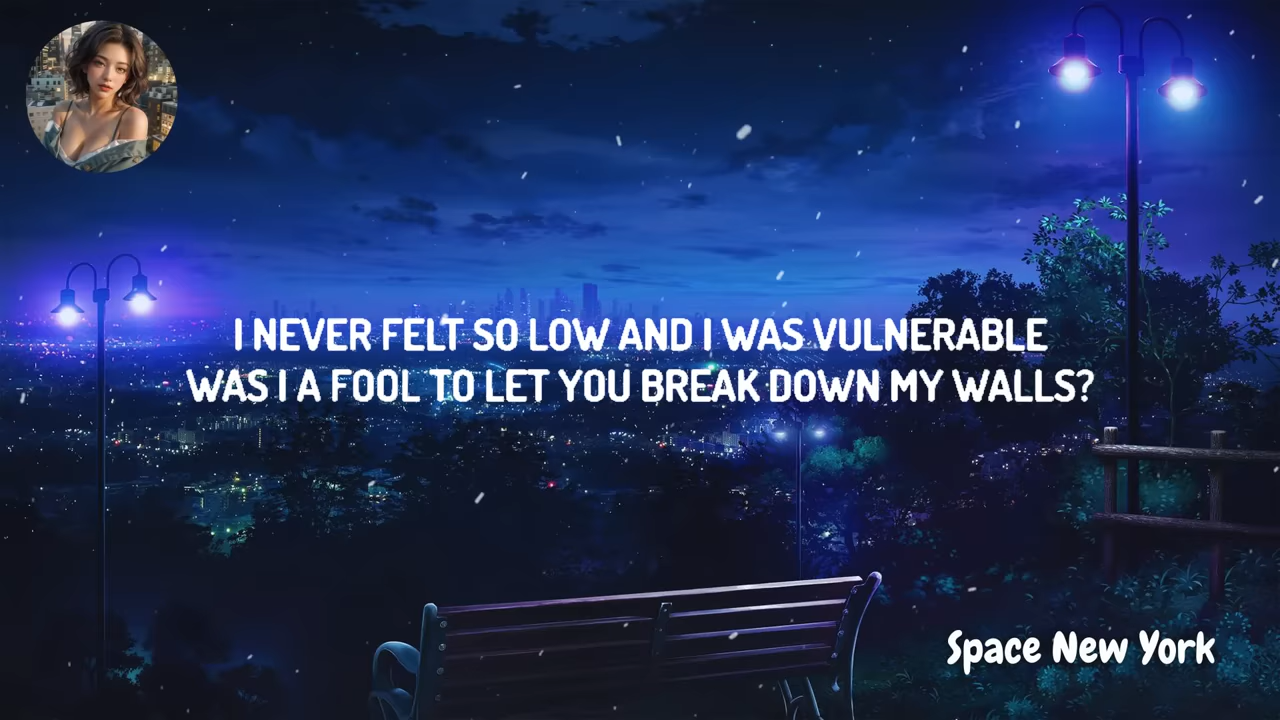 I NEVER FELT SO LOW AND I WAS VULNERABLE
WAS I A FOOL TO LET YOU BREAK DOWN MY WALLS?
Space New York